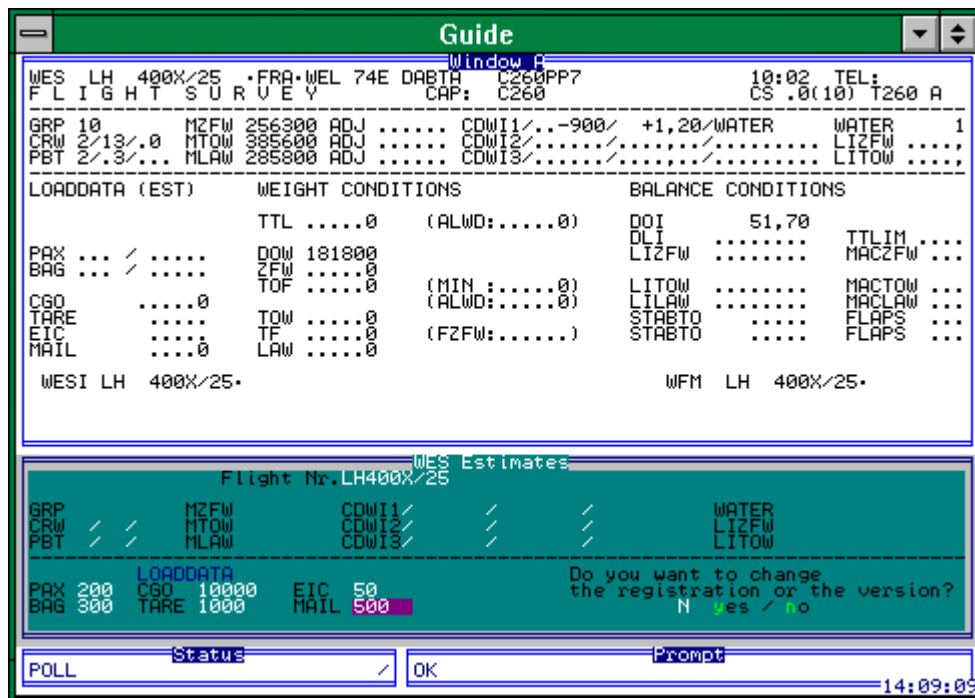 Guide
Window A
WES LH 400X/25 ·FRA·WEL 74E DABTA C260PP7 10:02 TEL:
F L I G H T S U R V E Y CAP: C260 CS .0(10) T260 A
GRP 10 MZFW 256300 ADJ ...... CDWI1/..-900/ +1,20/WATER WATER 1
CRW 2/13/.0 MTOW 385600 ADJ ...... CDWI2/....../....,../......... LIZFW ....,
PBT 2/.3/... MLAW 285800 ADJ ...... CDWI3/....../....,../......... LITOW ....,
LOADDATA (EST) WEIGHT CONDITIONS BALANCE CONDITIONS
TTL .....0 (ALWD:.....0) DOI 51,70
DLI ........ TTLIM ....
PAX ... / ..... DOW 181800 LIZFW ........ MACZFW ...
BAG ... / ..... ZFW .....0
TOF .....0 (MIN :.....0) LITOW ........ MACTOW ...
CGO .....0 (ALWD:.....0) LILAW ........ MACLAW ...
TARE ..... TOW .....0 STABTO ..... FLAPS ...
EIC ..... TF .....0 (FZFW:......) STABTO ..... FLAPS ...
MAIL ....0 LAW .....0
WESI LH 400X/25· WFM LH 400X/25·
WES Estimates
Flight Nr.LH400X/25
GRP MZFW CDWI1/ / / WATER
CRW / / MTOW CDWI2/ / / LIZFW
PBT / / MLAW CDWI3/ / / LITOW
LOADDATA Do you want to change
PAX 200 CGO 10000 EIC 50 the registration or the version?
BAG 300 TARE 1000 MAIL 500 N yes / no
Status Prompt
POLL / OK
14:09:09